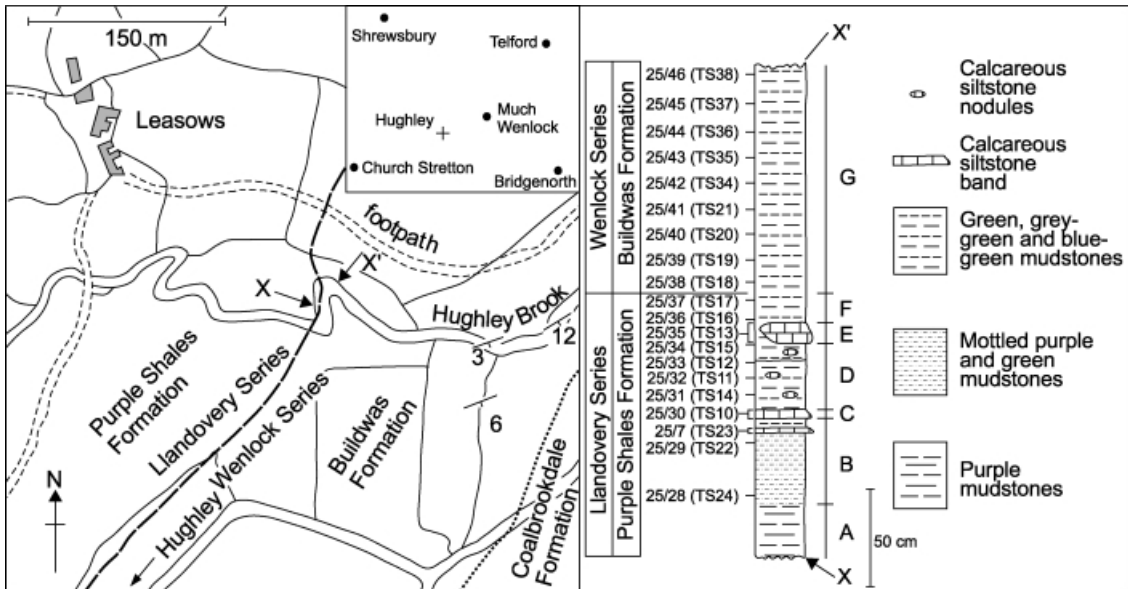 150 m
Shrewsbury
Telford
Hughley
Much
Wenlock
Church Stretton
Bridgenorth
Leasows
footpath
X
X'
Hughley Brook
12
3
6
Purple Shales
Formation
Llandovery Series
Wenlock Series
Hughley
Buildwas
Formation
Coalbrookdale
Formation
N
Wenlock Series
Buildwas Formation
Llandovery Series
Purple Shales Formation
X'
25/46 (TS38)
25/45 (TS37)
25/44 (TS36)
25/43 (TS35)
25/42 (TS34)
25/41 (TS21)
25/40 (TS20)
25/39 (TS19)
25/38 (TS18)
25/37 (TS17)
25/36 (TS16)
25/35 (TS13)
25/34 (TS15)
25/33 (TS12)
25/32 (TS11)
25/31 (TS14)
25/30 (TS10)
25/7 (TS23)
25/29 (TS22)
25/28 (TS24)
G
F
E
D
C
B
A
50 cm
X
Calcareous
siltstone
nodules
Calcareous
siltstone
band
Green, grey-
green and blue-
green mudstones
Mottled purple
and green
mudstones
Purple
mudstones